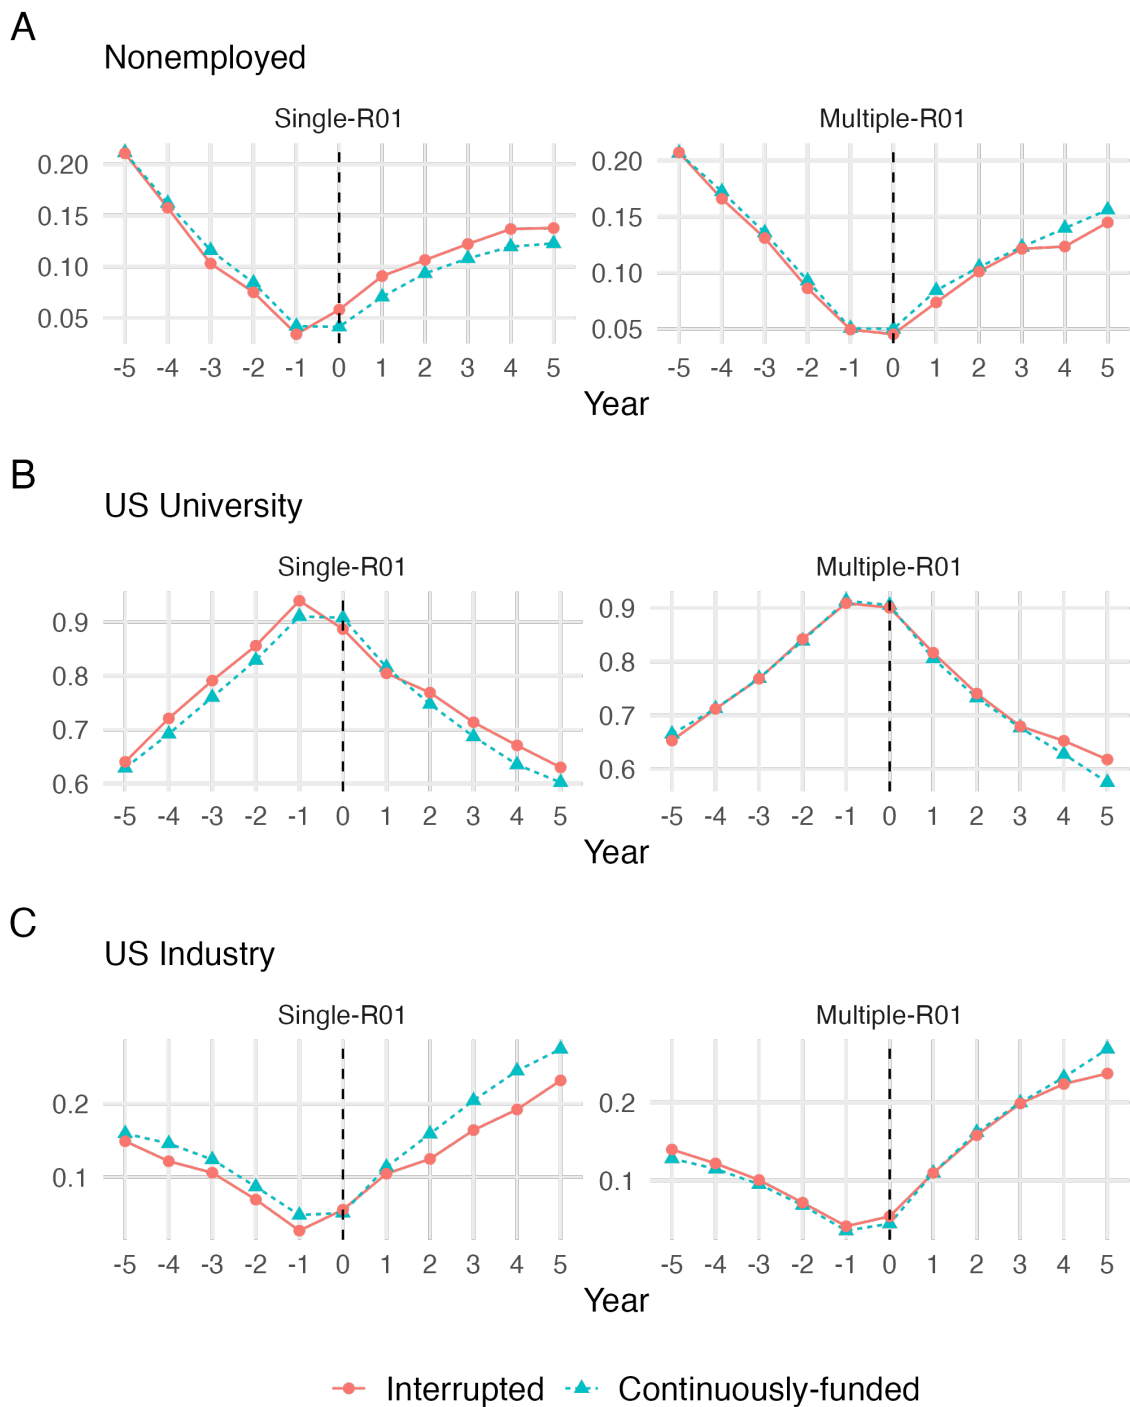 A
Nonemployed
Single-R01
Multiple-R01
0.20
0.15
0.10
0.05
-5 -4 -3 -2 -1 0 1 2 3 4 5
0.20
0.15
0.10
0.05
-5 -4 -3 -2 -1 0 1 2 3 4 5
Year
B
US University
Single-R01
Multiple-R01
0.9
0.8
0.7
0.6
-5 -4 -3 -2 -1 0 1 2 3 4 5
0.9
0.8
0.7
0.6
-5 -4 -3 -2 -1 0 1 2 3 4 5
Year
C
US Industry
Single-R01
Multiple-R01
0.2
0.1
-5 -4 -3 -2 -1 0 1 2 3 4 5
0.2
0.1
-5 -4 -3 -2 -1 0 1 2 3 4 5
Year
Interrupted Continuously-funded